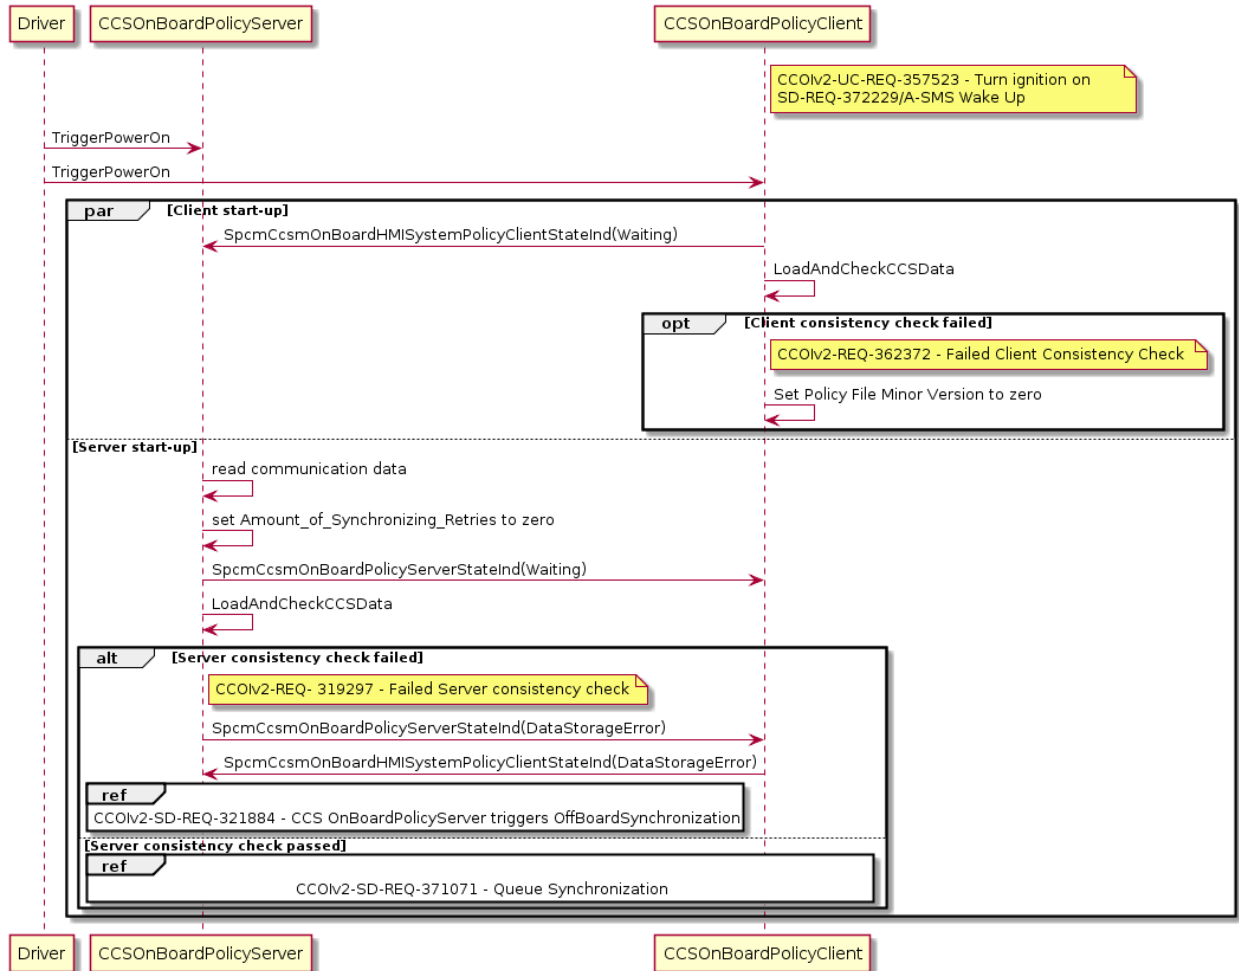 Driver
CCSOnBoardPolicyServer
CCSOnBoardPolicyClient
CCOIv2-UC-REQ-357523 - Turn ignition on
SD-REQ-372229/A-SMS Wake Up
TriggerPowerOn
TriggerPowerOn
par
[Client start-up]
SpcmCcsmOnBoardHMISystemPolicyClientStateInd(Waiting)
LoadAndCheckCCSData
opt
[Client consistency check failed]
CCOIv2-REQ-362372 - Failed Client Consistency Check
Set Policy File Minor Version to zero
[Server start-up]
read communication data
set Amount_of_Synchronizing_Retries to zero
SpcmCcsmOnBoardPolicyServerStateInd(Waiting)
LoadAndCheckCCSData
alt
[Server consistency check failed]
CCOIv2-REQ- 319297 - Failed Server consistency check
SpcmCcsmOnBoardPolicyServerStateInd(DataStorageError)
SpcmCcsmOnBoardHMISystemPolicyClientStateInd(DataStorageError)
ref
CCOIv2-SD-REQ-321884 - CCS OnBoardPolicyServer triggers OffBoardSynchronization
[Server consistency check passed]
ref
CCOIv2-SD-REQ-371071 - Queue Synchronization
Driver
CCSOnBoardPolicyServer
CCSOnBoardPolicyClient